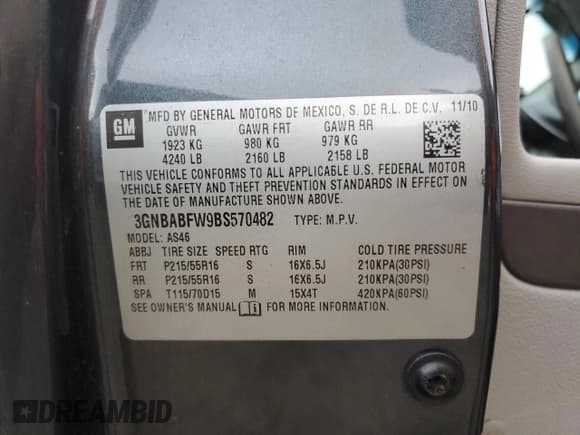 GM
MFD BY GENERAL MOTORS DE MEXICO, S. DE R.L. DE C.V. 11/10
GVWR GAWR FRT GAWR RR
1923 KG 980 KG 979 KG
4240 LB 2160 LB 2158 LB
THIS VEHICLE CONFORMS TO ALL APPLICABLE U.S. FEDERAL MOTOR
VEHICLE SAFETY AND THEFT PREVENTION STANDARDS IN EFFECT ON
THE DATE OF MANUFACTURE SHOWN ABOVE.
3GNBABFW9BS570482 TYPE: M.P.V.
MODEL: AS46
ABBJ TIRE SIZE SPEED RTG RIM COLD TIRE PRESSURE
FRT P215/55R16 S 16X6.5J 210KPA(30PSI)
RR P215/55R16 S 16X6.5J 210KPA(30PSI)
SPA T115/70D15 M 15X4T 420KPA(60PSI)
SEE OWNER'S MANUAL FOR MORE INFORMATION.
DREAMBID